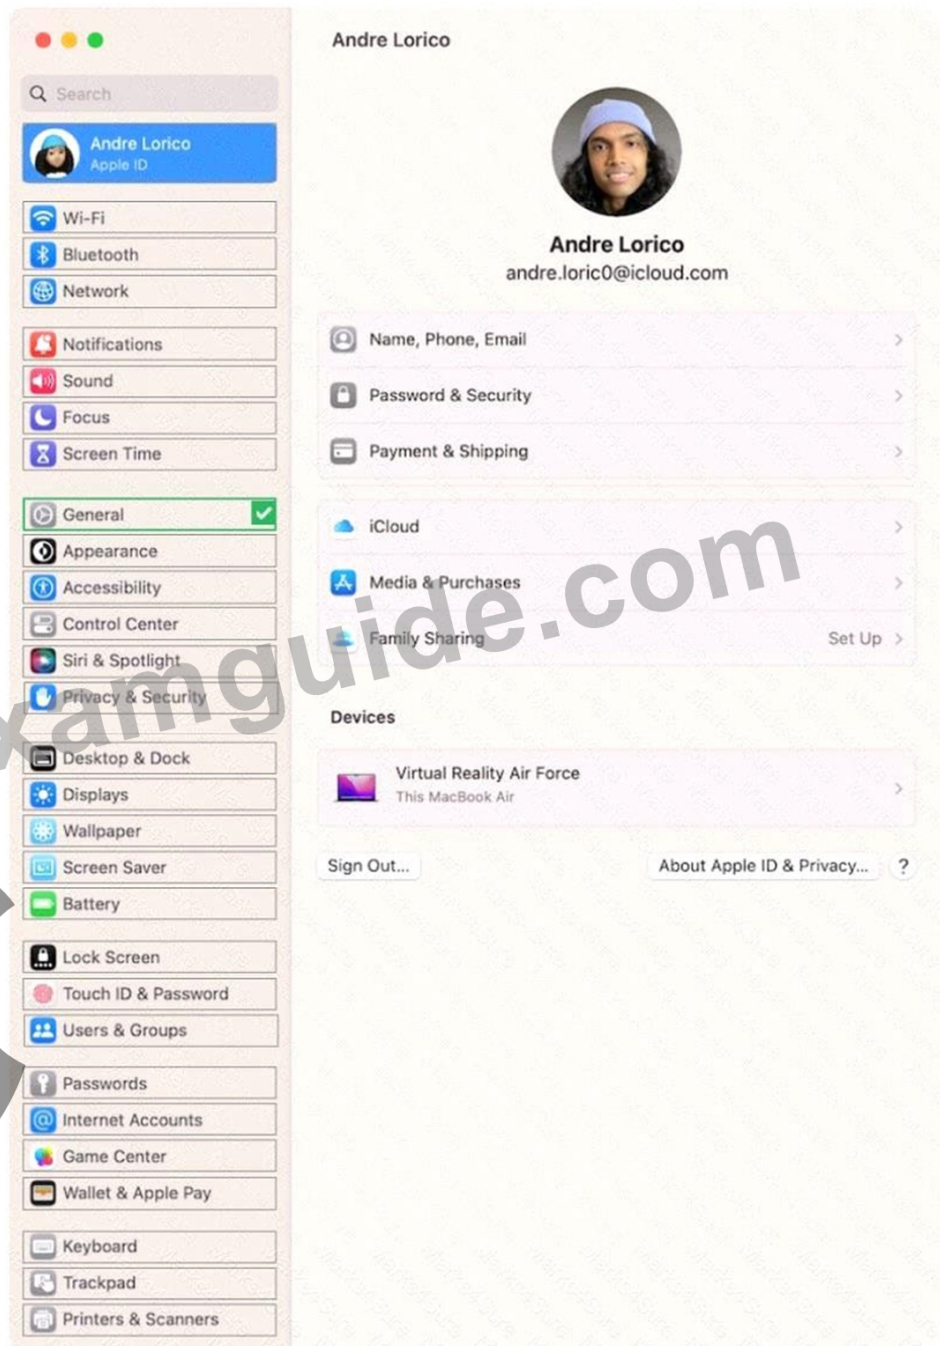 Andre Lorico
Search
Andre Lorico
Apple ID
Wi-Fi
Bluetooth
Network
Notifications
Sound
Focus
Screen Time
General
Appearance
Accessibility
Control Center
Siri & Spotlight
Privacy & Security
Desktop & Dock
Displays
Wallpaper
Screen Saver
Battery
Lock Screen
Touch ID & Password
Users & Groups
Passwords
Internet Accounts
Game Center
Wallet & Apple Pay
Keyboard
Trackpad
Printers & Scanners
Andre Lorico
andre.loric0@icloud.com
Name, Phone, Email
Password & Security
Payment & Shipping
iCloud
Media & Purchases
Family Sharing Set Up
Devices
Virtual Reality Air Force
This MacBook Air
Sign Out... About Apple ID & Privacy... ?
xamguide.com